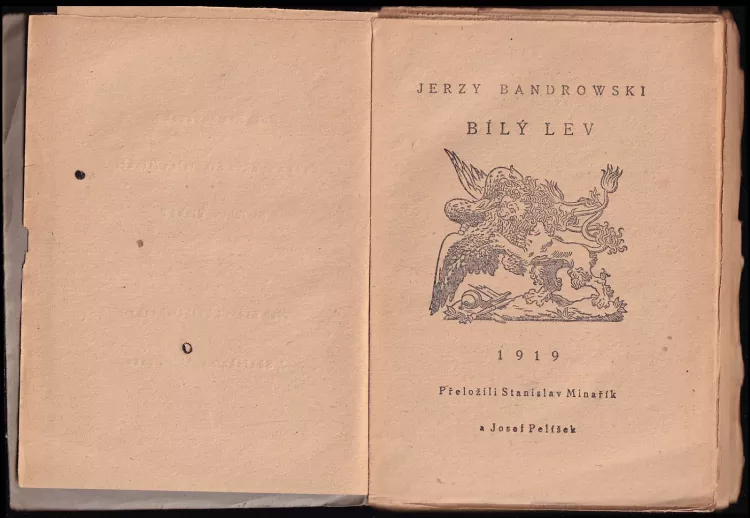 JERZY BANDROWSKI
BÍLÝ LEV
1919
Přeložili Stanislav Minařík
a Josef Pelíšek